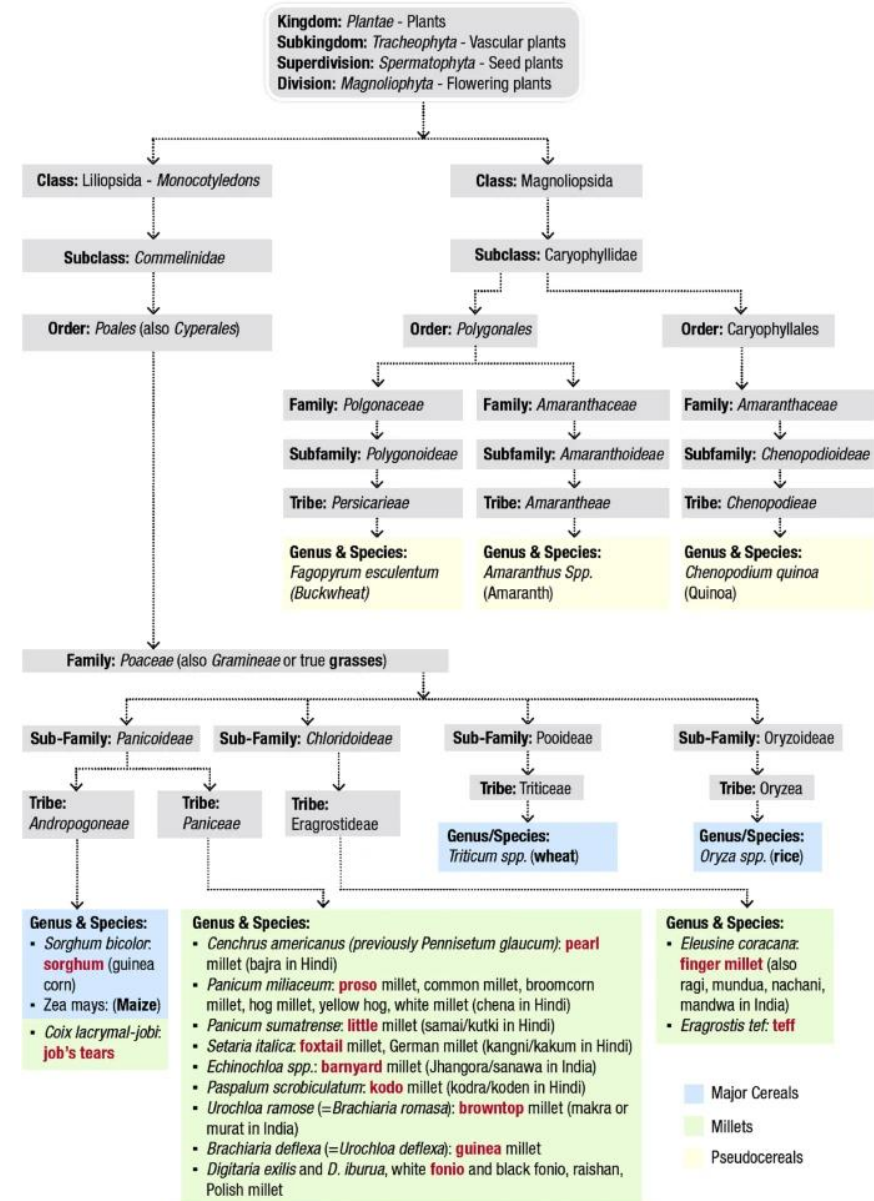 Kingdom: Plantae - Plants
Subkingdom: Tracheophyta - Vascular plants
Superdivision: Spermatophyta - Seed plants
Division: Magnoliophyta - Flowering plants
Class: Liliopsida - Monocotyledons
Class: Magnoliopsida
Subclass: Commelinidae
Subclass: Caryophyllidae
Order: Poales (also Cyperales)
Order: Polygonales
Order: Caryophyllales
Family: Polgonaceae
Family: Amaranthaceae
Family: Amaranthaceae
Subfamily: Polygonoideae
Subfamily: Amaranthoideae
Subfamily: Chenopodioideae
Tribe: Persicarieae
Tribe: Amarantheae
Tribe: Chenopodieae
Genus & Species:
Fagopyrum esculentum
(Buckwheat)
Genus & Species:
Amaranthus Spp.
(Amaranth)
Genus & Species:
Chenopodium quinoa
(Quinoa)
Family: Poaceae (also Gramineae or true grasses)
Sub-Family: Panicoideae
Sub-Family: Chloridoideae
Sub-Family: Pooideae
Sub-Family: Oryzoideae
Tribe:
Andropogoneae
Tribe:
Paniceae
Tribe:
Eragrostideae
Tribe: Triticeae
Tribe: Oryzea
Genus/Species:
Triticum spp. (wheat)
Genus/Species:
Oryza spp. (rice)
Genus & Species:
▪ Sorghum bicolor:
sorghum (guinea
corn)
▪ Zea mays: (Maize)
▪ Coix lacrymal-jobi:
job's tears
Genus & Species:
▪ Cenchrus americanus (previously Pennisetum glaucum): pearl
millet (bajra in Hindi)
▪ Panicum miliaceum: proso millet, common millet, broomcorn
millet, hog millet, yellow hog, white millet (chena in Hindi)
▪ Panicum sumatrense: little millet (samai/kutki in Hindi)
▪ Setaria italica: foxtail millet, German millet (kangni/kakum in Hindi)
▪ Echinochloa spp.: barnyard millet (Jhangora/sanawa in India)
▪ Paspalum scrobiculatum: kodo millet (kodra/koden in Hindi)
▪ Urochloa ramose (=Brachiaria romasa): browntop millet (makra or
murat in India)
▪ Brachiaria deflexa (=Urochloa deflexa): guinea millet
▪ Digitaria exilis and D. iburua, white fonio and black fonio, raishan,
Polish millet
Genus & Species:
▪ Eleusine coracana:
finger millet (also
ragi, mundua, nachani,
mandwa in India)
▪ Eragrostis tef: teff
Major Cereals
Millets
Pseudocereals